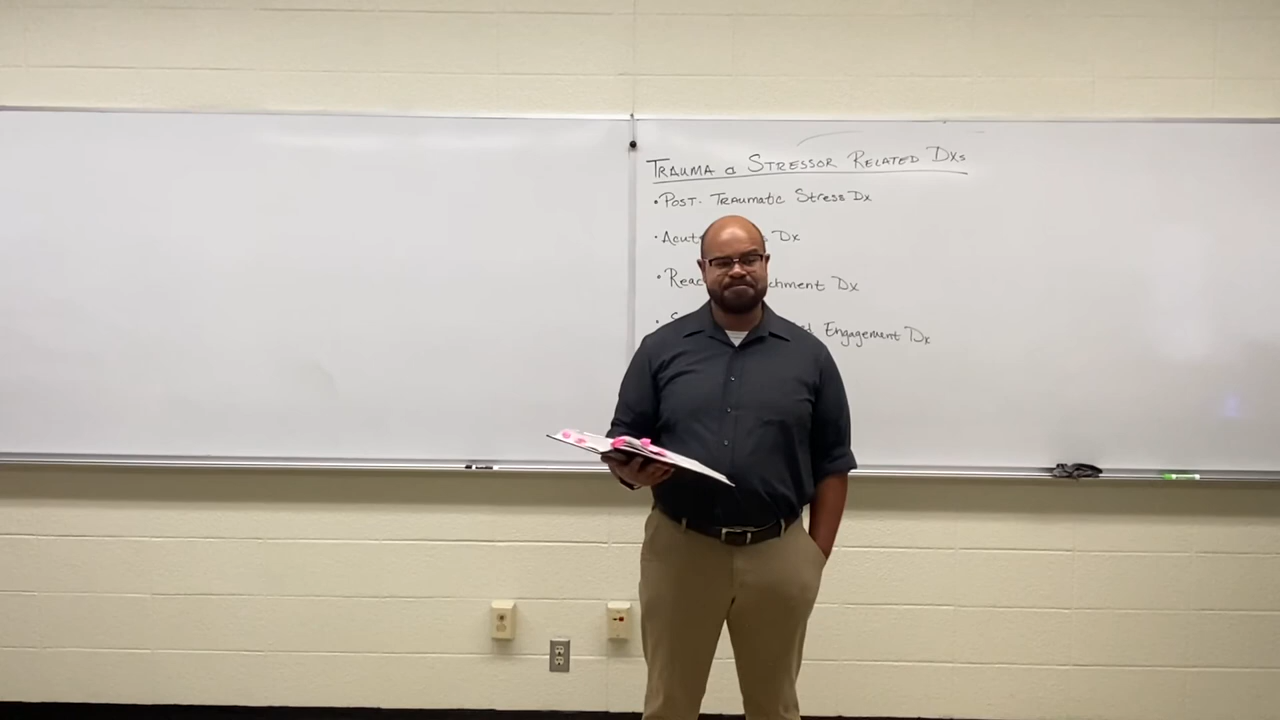 TRAUMA a STRESSOR RELATED DXs
• POST- TRAUMATIC STRESS DX
• Acut Dx
• Reac chment Dx
• S Engagement Dx